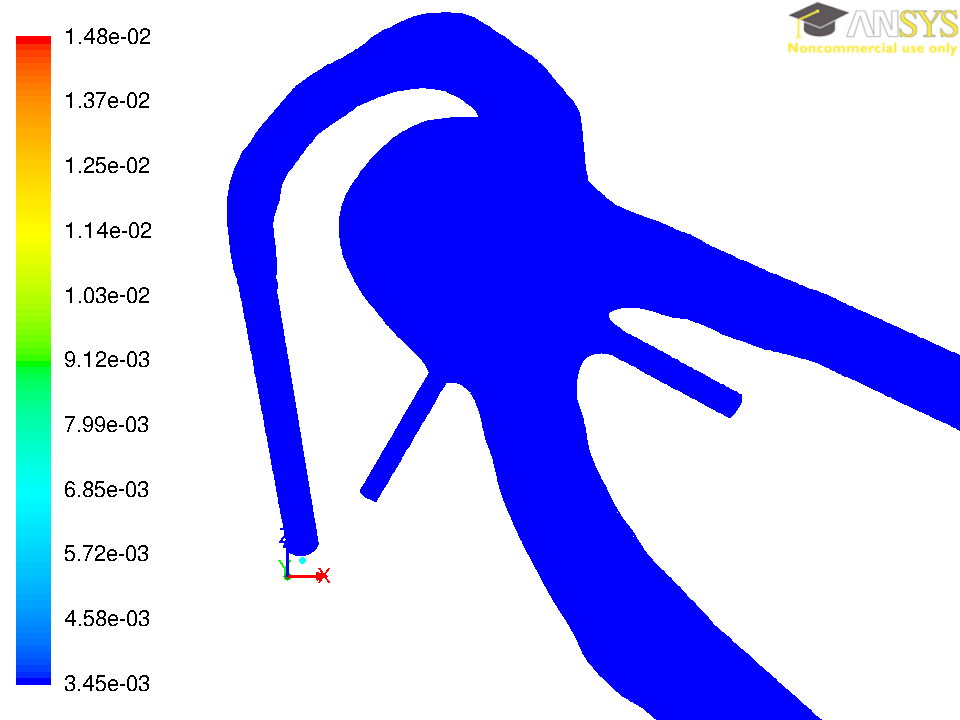 1.48e-02
1.37e-02
1.25e-02
1.14e-02
1.03e-02
9.12e-03
7.99e-03
6.85e-03
5.72e-03
4.58e-03
3.45e-03
ANSYS
Noncommercial use only
Z
Y
X